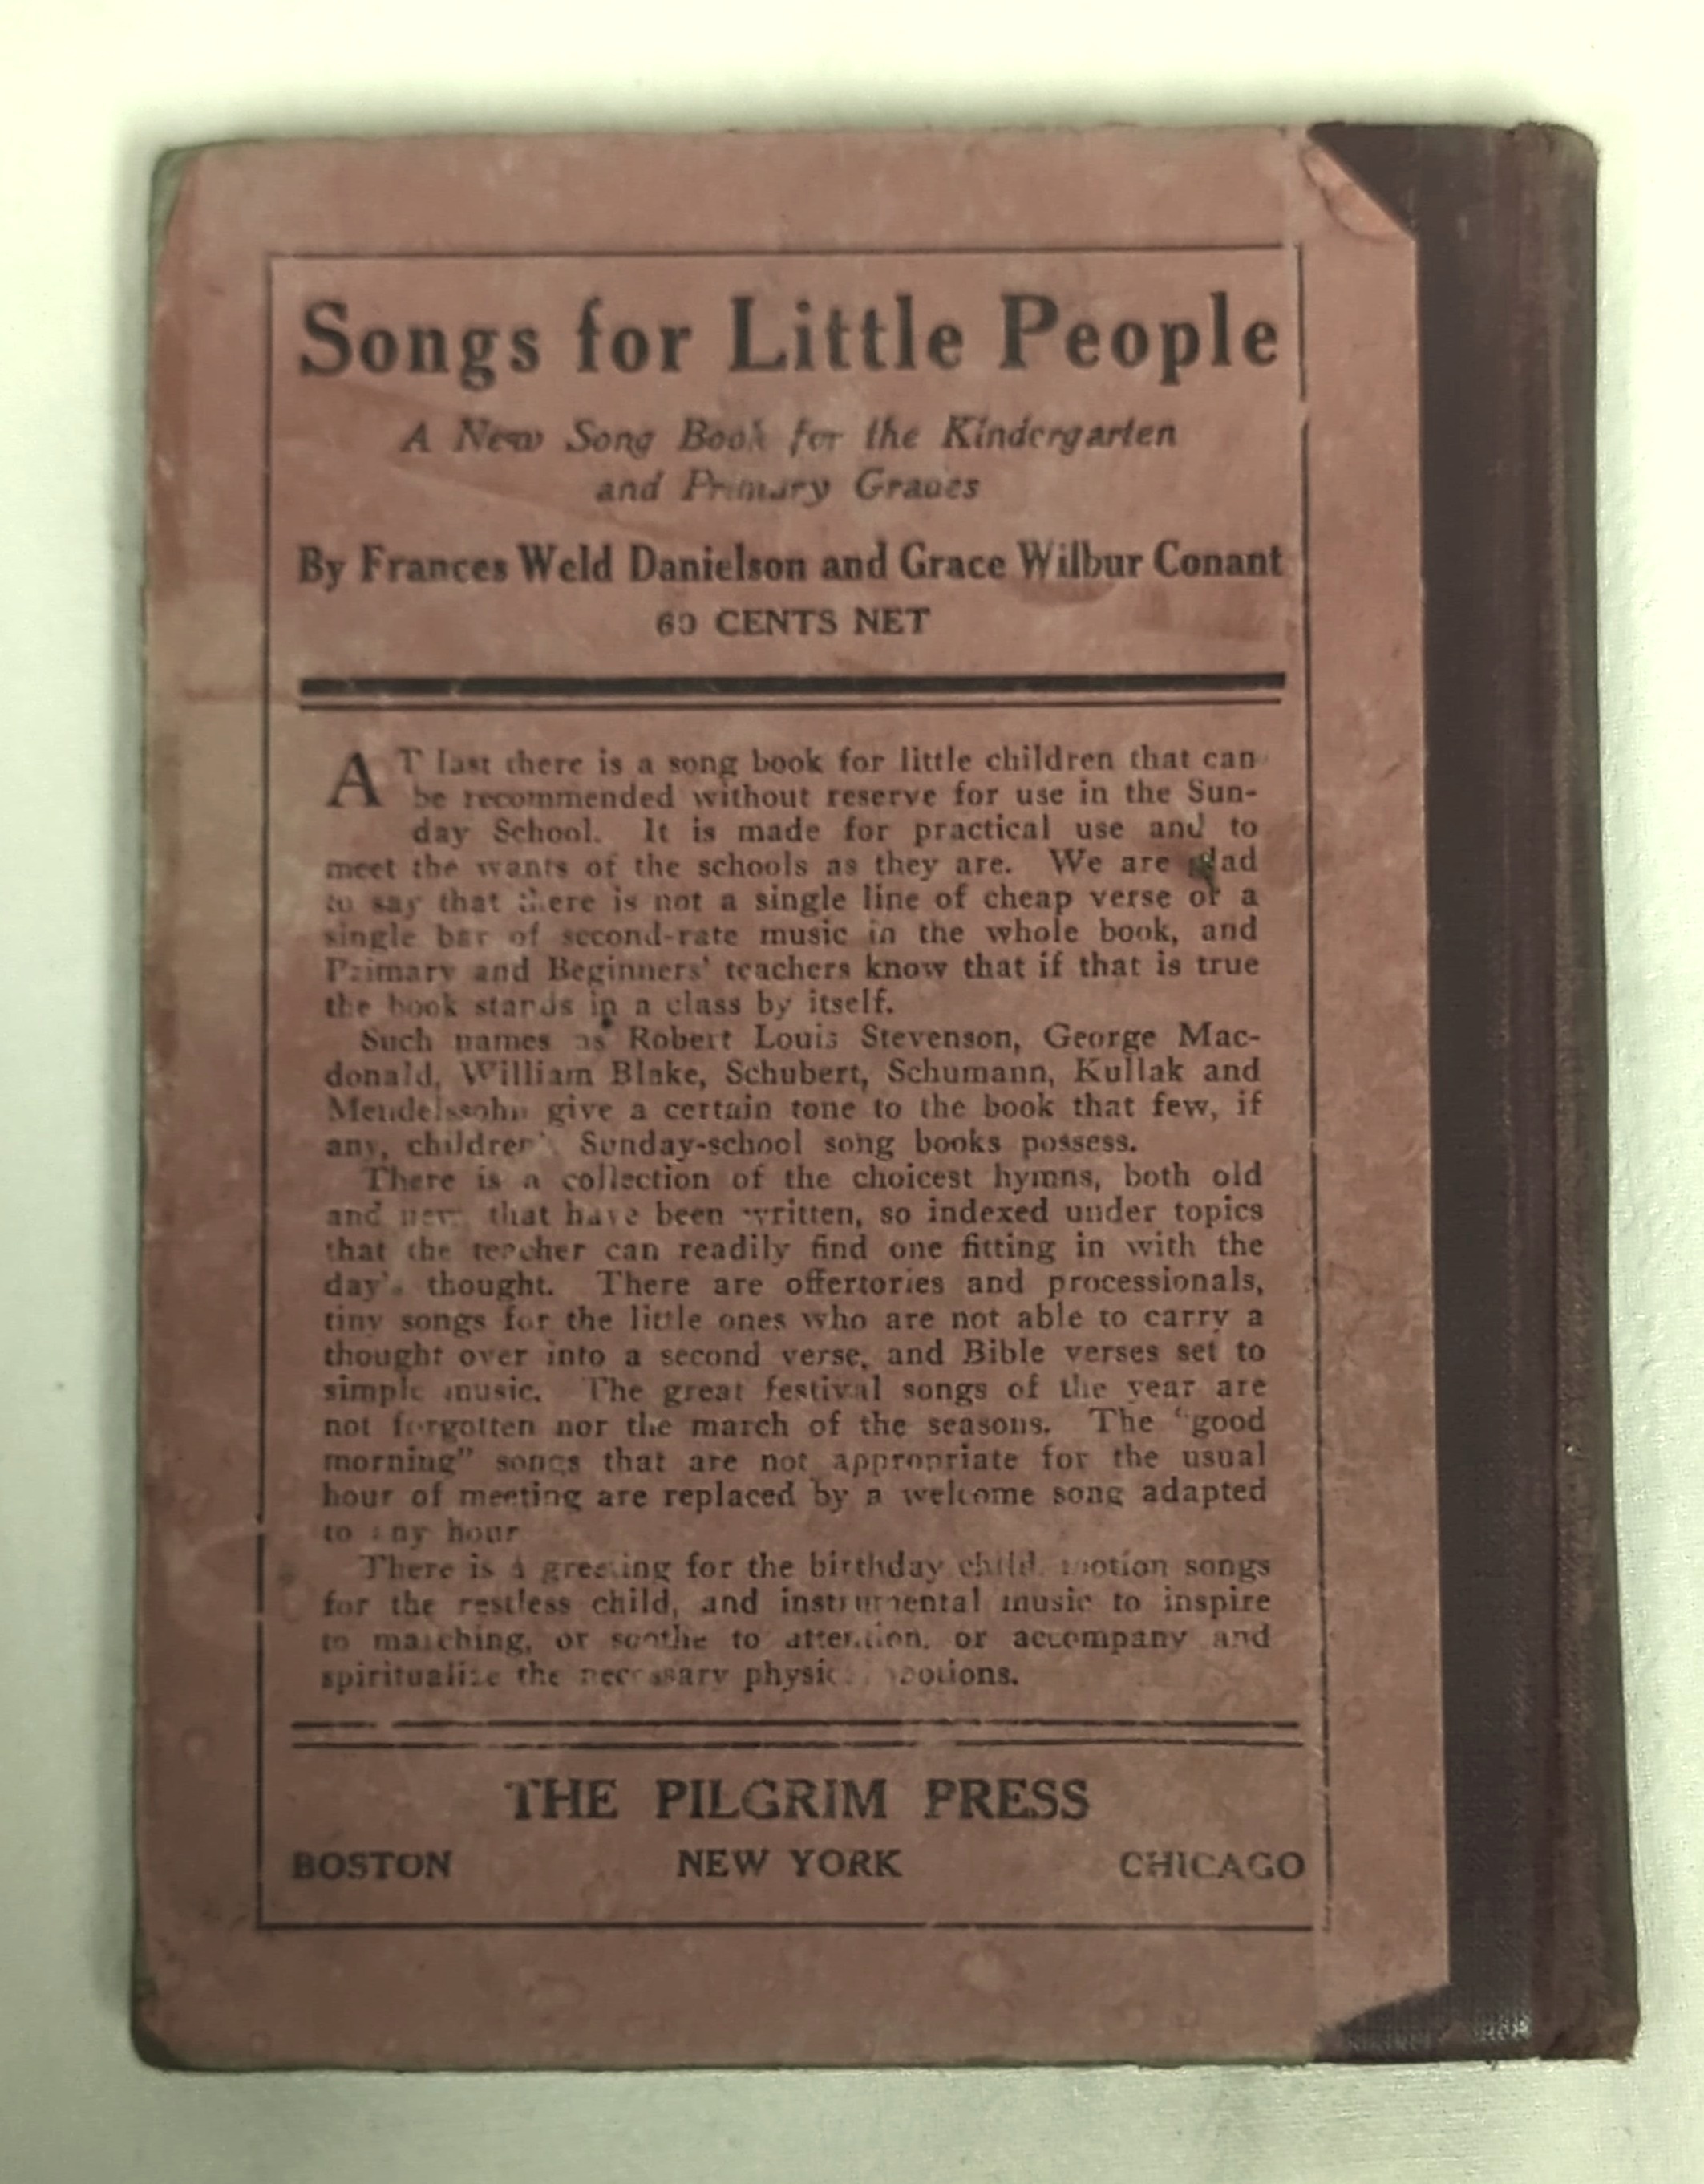 Songs for Little People
A New Song Book for the Kindergarten
and Primary Grades
By Frances Weld Danielson and Grace Wilbur Conant
60 CENTS NET
AT last there is a song book for little children that can
be recommended without reserve for use in the Sun-
day School. It is made for practical use and to
meet the wants of the schools as they are. We are glad
to say that there is not a single line of cheap verse or a
single bar of second-rate music in the whole book, and
Primary and Beginners' teachers know that if that is true
the book stands in a class by itself.
Such names as Robert Louis Stevenson, George Mac-
donald, William Blake, Schubert, Schumann, Kullak and
Mendelssohn give a certain tone to the book that few, if
any, children's Sunday-school song books possess.
There is a collection of the choicest hymns, both old
and new, that have been written, so indexed under topics
that the teacher can readily find one fitting in with the
day's thought. There are offertories and processionals,
tiny songs for the little ones who are not able to carry a
thought over into a second verse, and Bible verses set to
simple music. The great festival songs of the year are
not forgotten nor the march of the seasons. The "good
morning" songs that are not appropriate for the usual
hour of meeting are replaced by a welcome song adapted
to any hour
There is a greeting for the birthday child, motion songs
for the restless child, and instrumental music to inspire
to marching, or soothe to attention, or accompany and
spiritualize the necessary physical motions.
THE PILGRIM PRESS
BOSTON NEW YORK CHICAGO